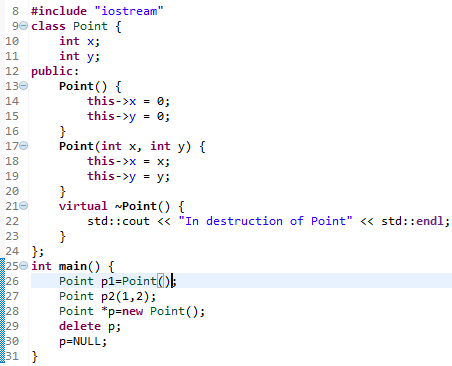 8 #include "iostream"
9 class Point {
10     int x;
11     int y;
12 public:
13     Point() {
14         this->x = 0;
15         this->y = 0;
16     }
17     Point(int x, int y) {
18         this->x = x;
19         this->y = y;
20     }
21     virtual ~Point() {
22         std::cout << "In destruction of Point" << std::endl;
23     }
24 };
25 int main() {
26     Point p1=Point();
27     Point p2(1,2);
28     Point *p=new Point();
29     delete p;
30     p=NULL;
31 }